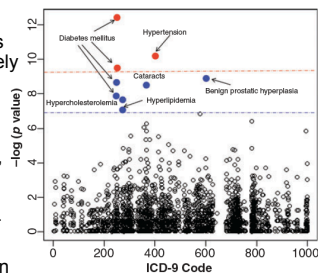 s
ely
n
12
10
8
6
4
2
0
–log (p value)
Diabetes mellitus
Hypertension
Cataracts
Benign prostatic hyperplasia
Hypercholesterolemia
Hyperlipidemia
0 200 400 600 800 1000
ICD-9 Code